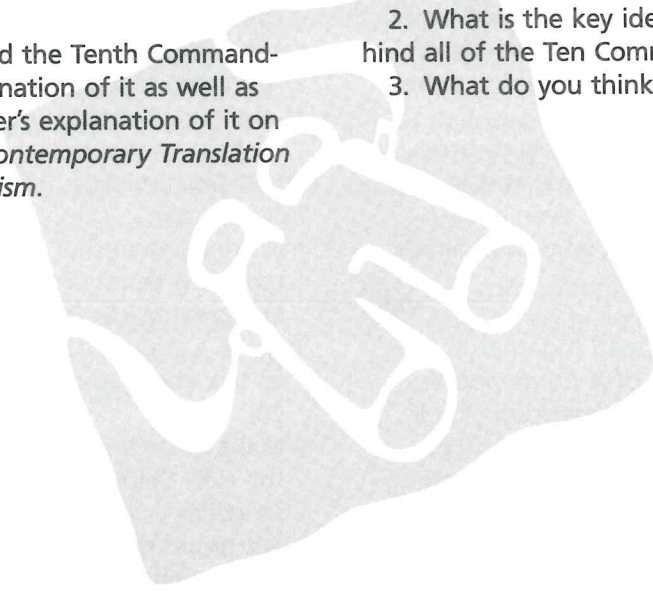 d the Tenth Command-
nation of it as well as
er's explanation of it on
ontemporary Translation
ism.
2. What is the key ide
hind all of the Ten Com
3. What do you think